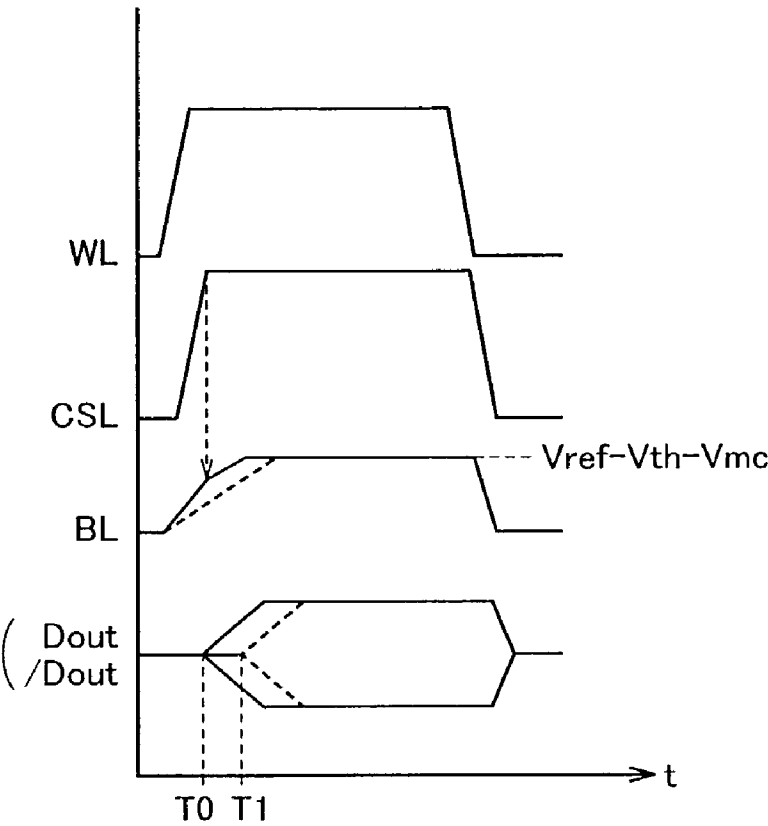 WL
CSL
Vref-Vth-Vmc
BL
Dout
/Dout
t
T0 T1